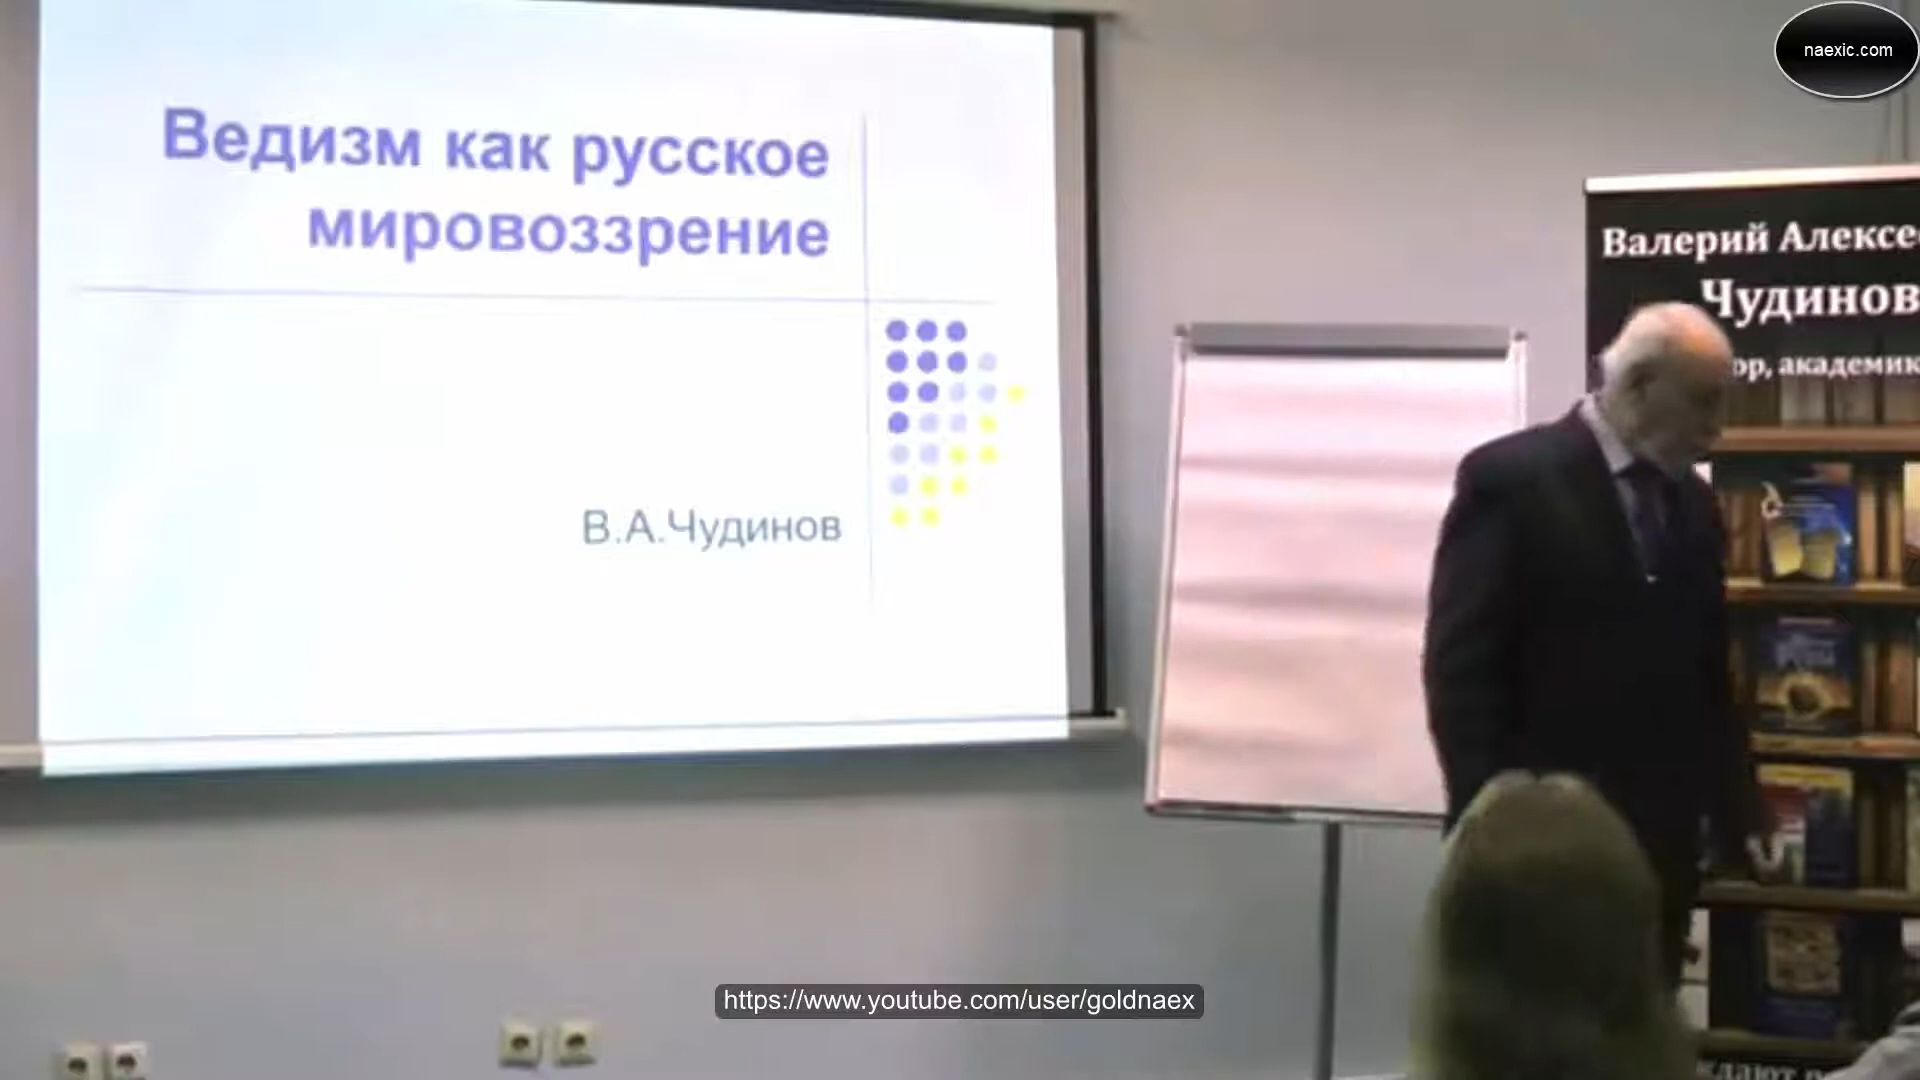 naexic.com
Ведизм как русское
мировоззрение
В.А.Чудинов
Валерий Алексе
Чудинов
ор, академик
https://www.youtube.com/user/goldnaex